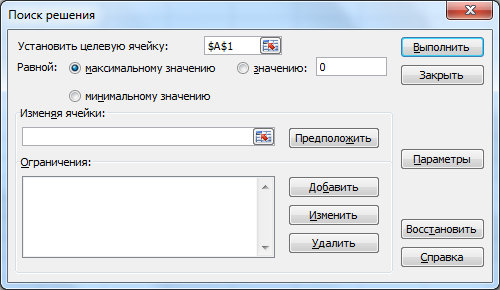 Поиск решения
Установить целевую ячейку: $A$1 Выполнить
Равной: максимальному значению значению: 0 Закрыть
минимальному значению
Изменяя ячейки:
Предположить
Ограничения: Параметры
Добавить
Изменить
Восстановить
Удалить
Справка